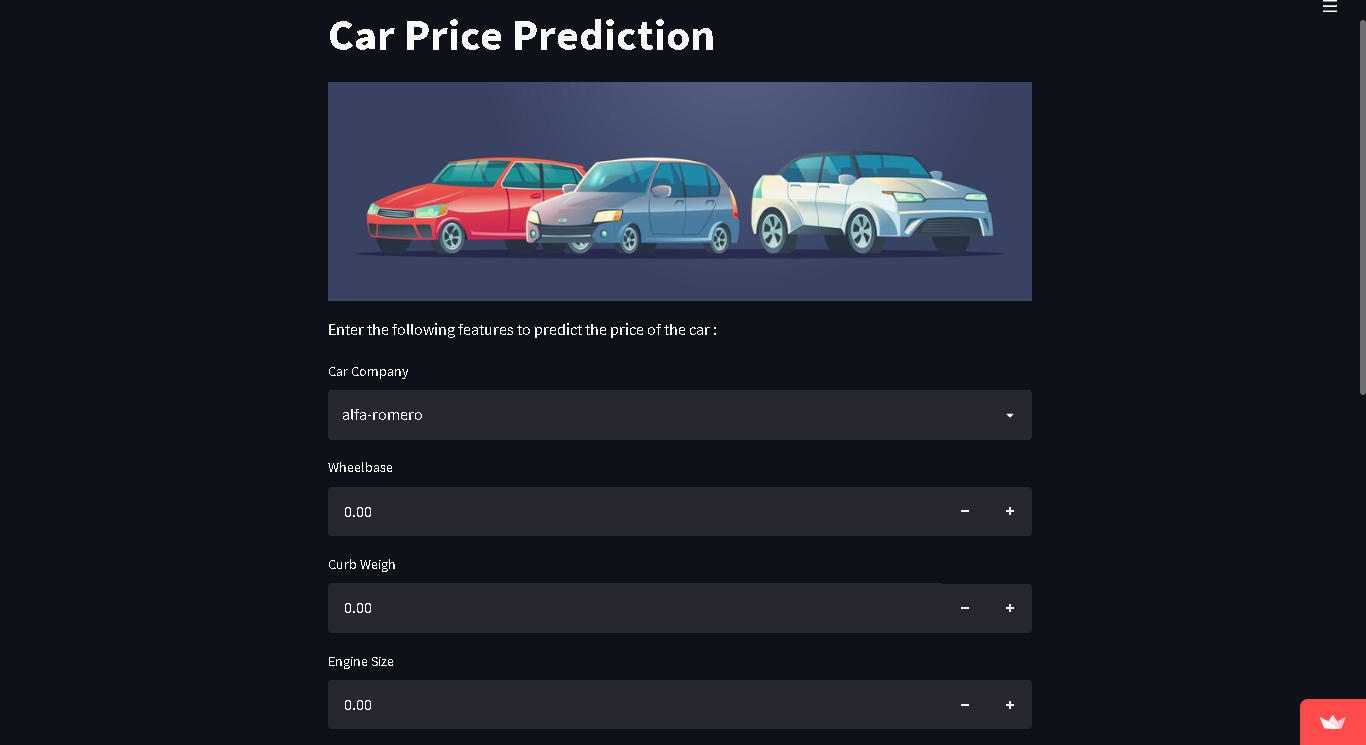 Car Price Prediction
Enter the following features to predict the price of the car :
Car Company
alfa-romero
Wheelbase
0.00
Curb Weigh
0.00
Engine Size
0.00